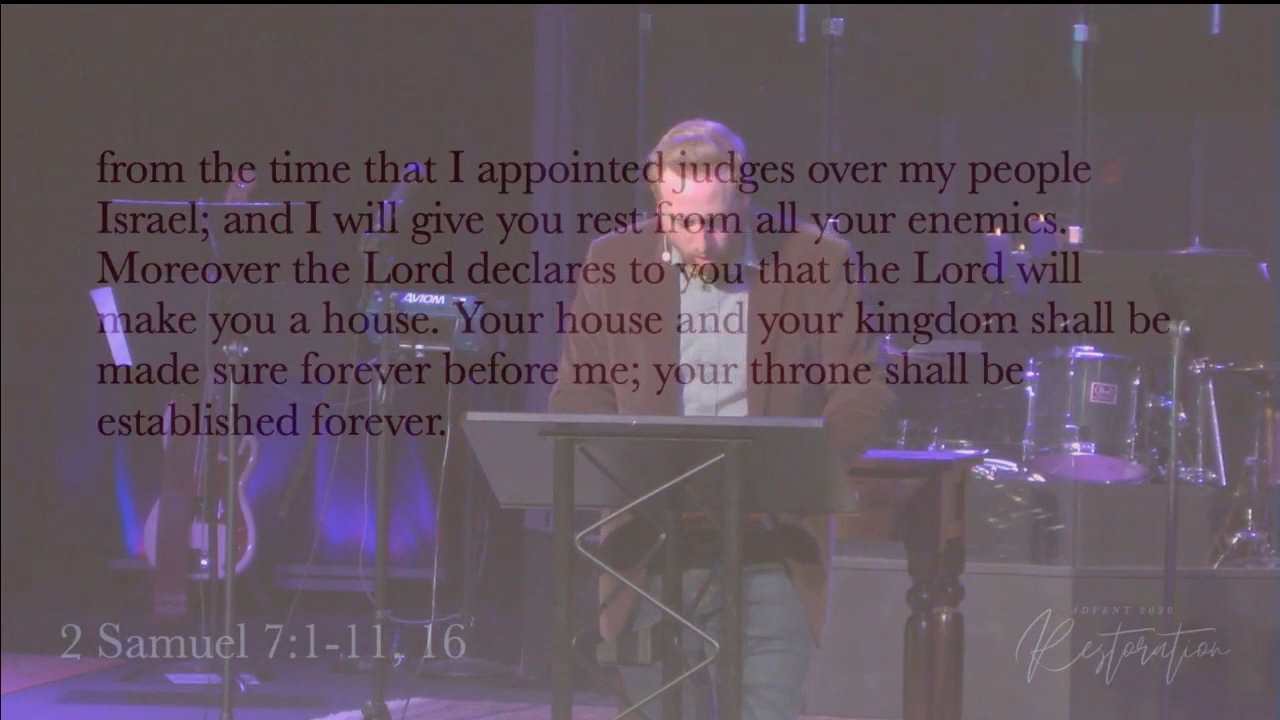 from the time that I appointed judges over my people
Israel; and I will give you rest from all your enemies.
Moreover the Lord declares to you that the Lord will
make you a house. Your house and your kingdom shall be
made sure forever before me; your throne shall be
established forever.
AVIOM
2 Samuel 7:1-11, 16
ADVENT 2020
Restoration